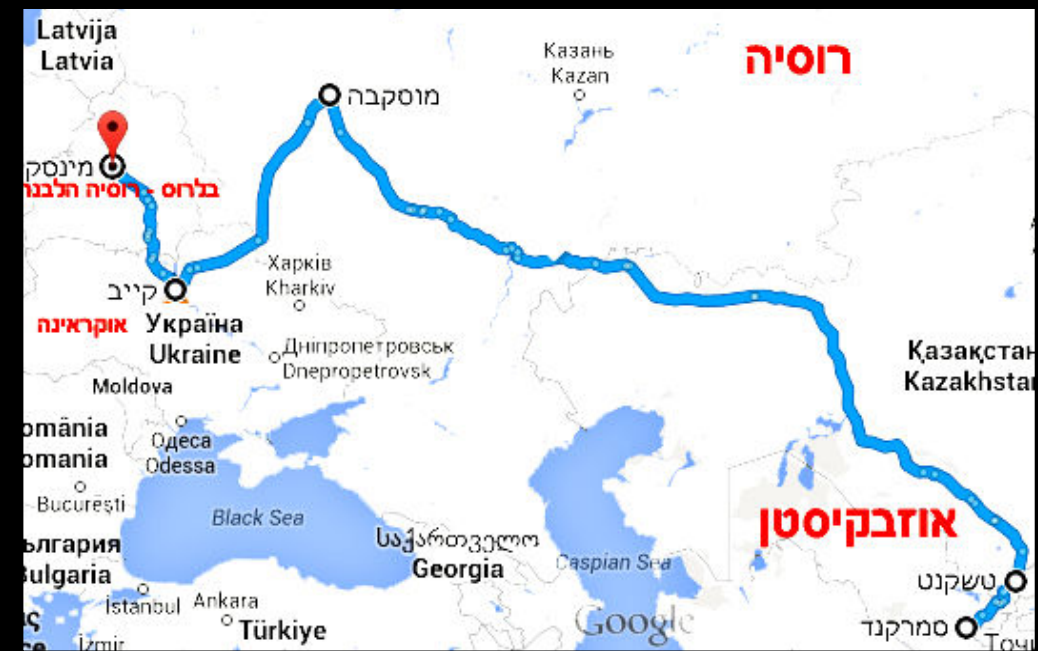 Latvija
Latvia
Казань
Kazan
רוסיה
מוסקבה
מינסק
בלרוס - רוסיה הלבנה
Харків
Kharkiv
קייב
אוקראינה
Україна
Ukraine
Дніпропетровськ
Dnepropetrovsk
Қазақстан
Kazakhstan
Moldova
Одеса
Odessa
omânia
omania
București
Black Sea
საქართველო
Georgia
Caspian Sea
אוזבקיסטן
ългария
Bulgaria
İstanbul
Ankara
Türkiye
İzmir
Google
טשקנט
סמרקנד